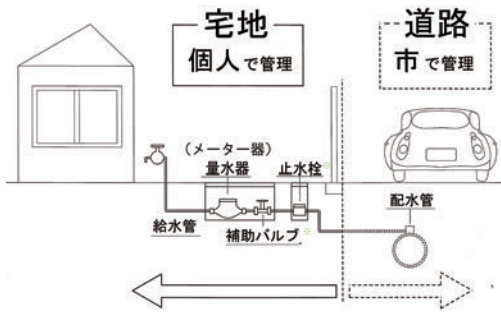 宅地
個人で管理
道路
市で管理
（メーター器）
量水器
止水栓※
給水管
補助バルブ※
配水管